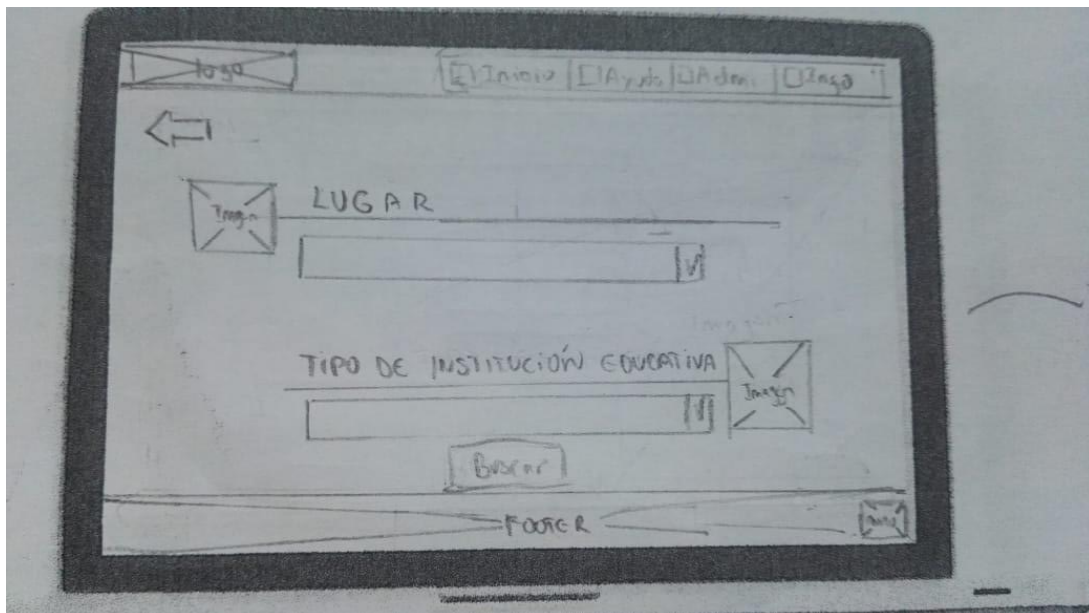 logo
Inicio Ayuda Admi.
Imagen
LUGAR
TIPO DE INSTITUCIÓN EDUCATIVA
Imagen
Buscar
FOOTER